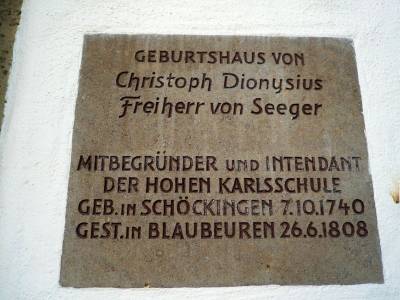 GEBURTSHAUS VON
Christoph Dionysius
Freiherr von Seeger
MITBEGRÜNDER und INTENDANT
DER HOHEN KARLSSCHULE
GEB. in SCHÖCKINGEN 7.10.1740
GEST. in BLAUBEUREN 26.6.1808